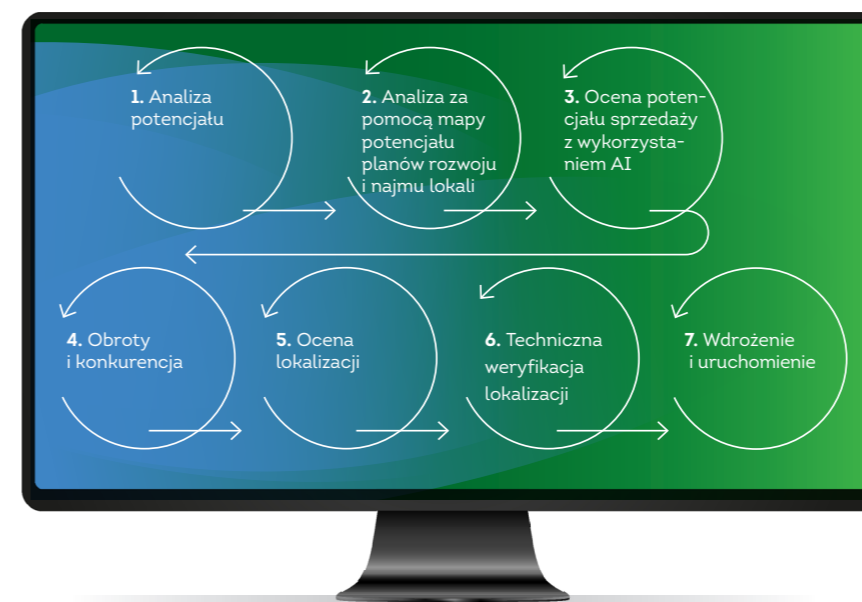 1. Analiza
potencjału
2. Analiza za
pomocą mapy
potencjału
planów rozwoju
i najmu lokali
3. Ocena poten-
cjału sprzedaży
z wykorzysta-
niem AI
4. Obroty
i konkurencja
5. Ocena
lokalizacji
6. Techniczna
weryfikacja
lokalizacji
7. Wdrożenie
i uruchomienie